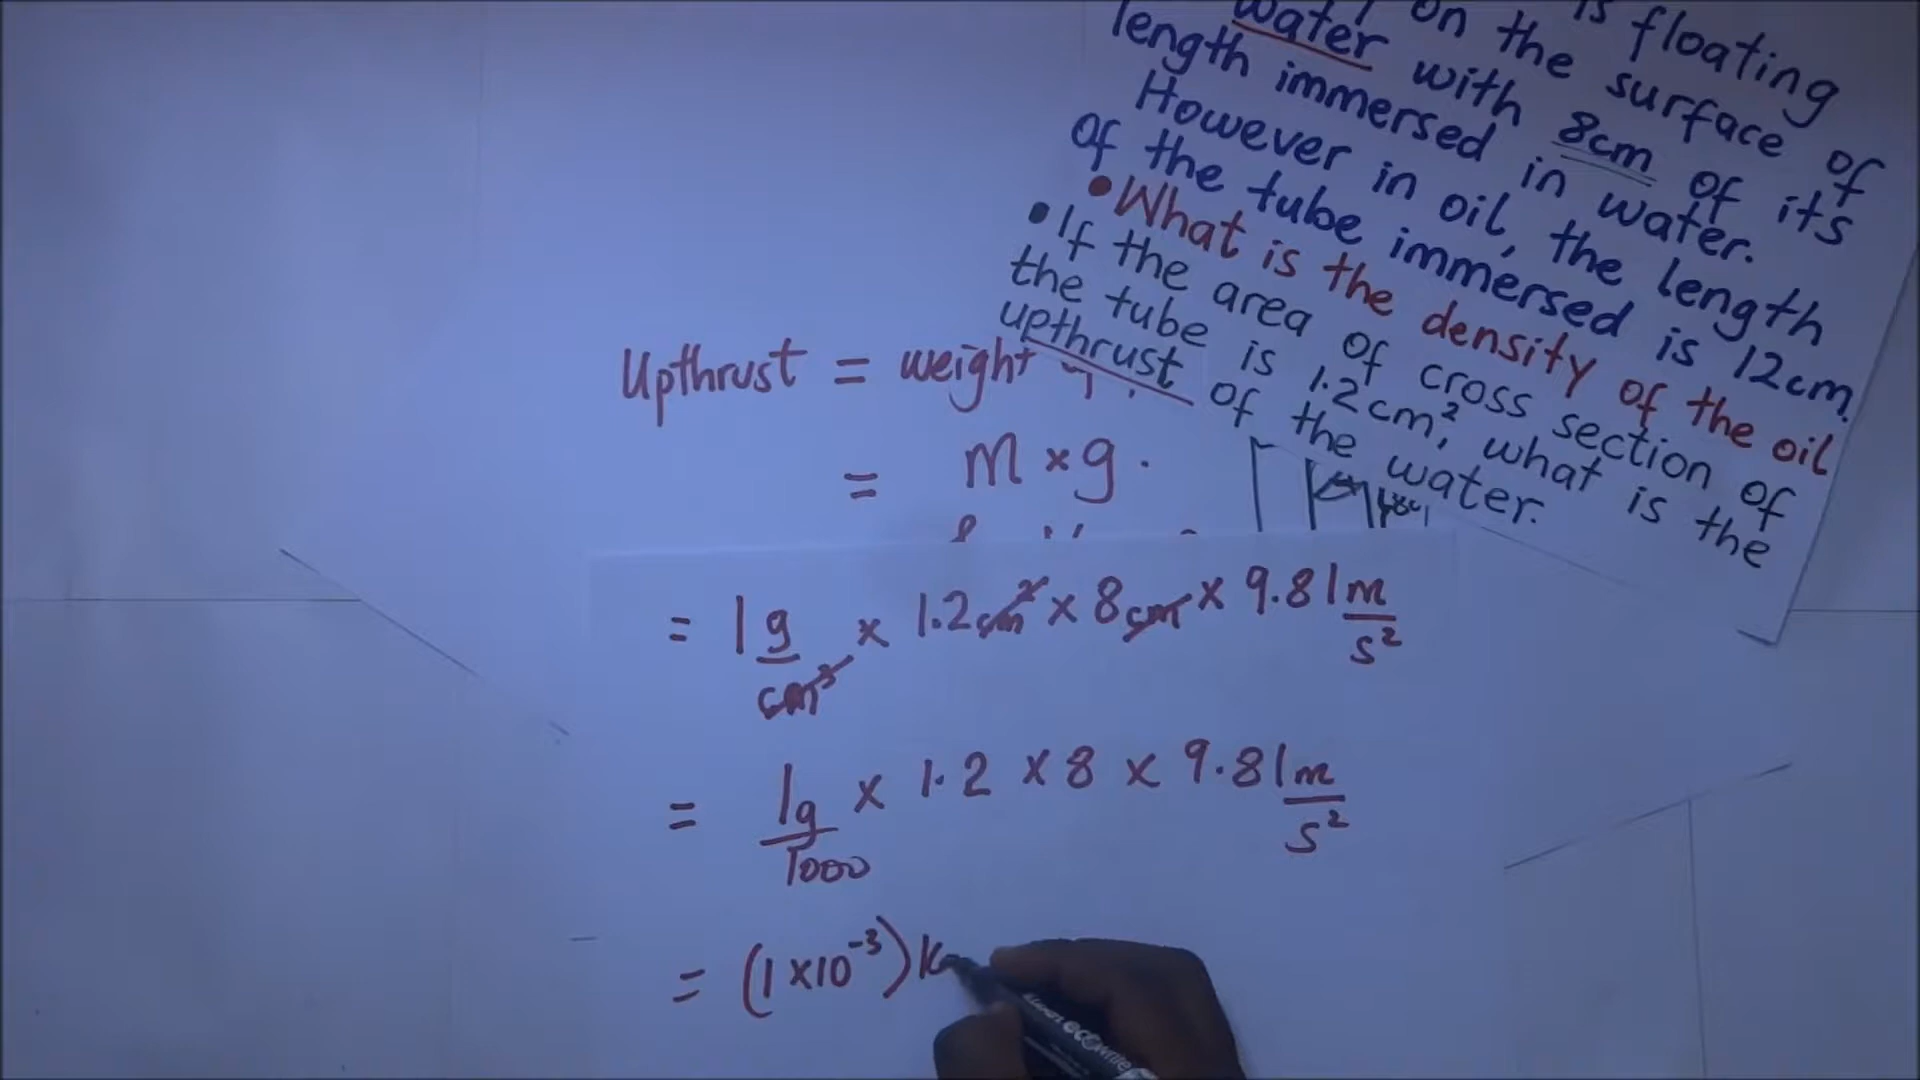 is floating
on the surface of
water with 8cm of its
length immersed in water.
However in oil, the length
of the tube immersed is 12cm.
•What is the density of the oil
•If the area of cross section of
the tube is 1.2cm², what is the
upthrust of the water.
Upthrust = weight
= m × g.
= 1g/cm³ × 1.2cm² × 8cm × 9.81m/s²
= 1g/1000 × 1.2 × 8 × 9.81m/s²
= (1×10⁻³)K